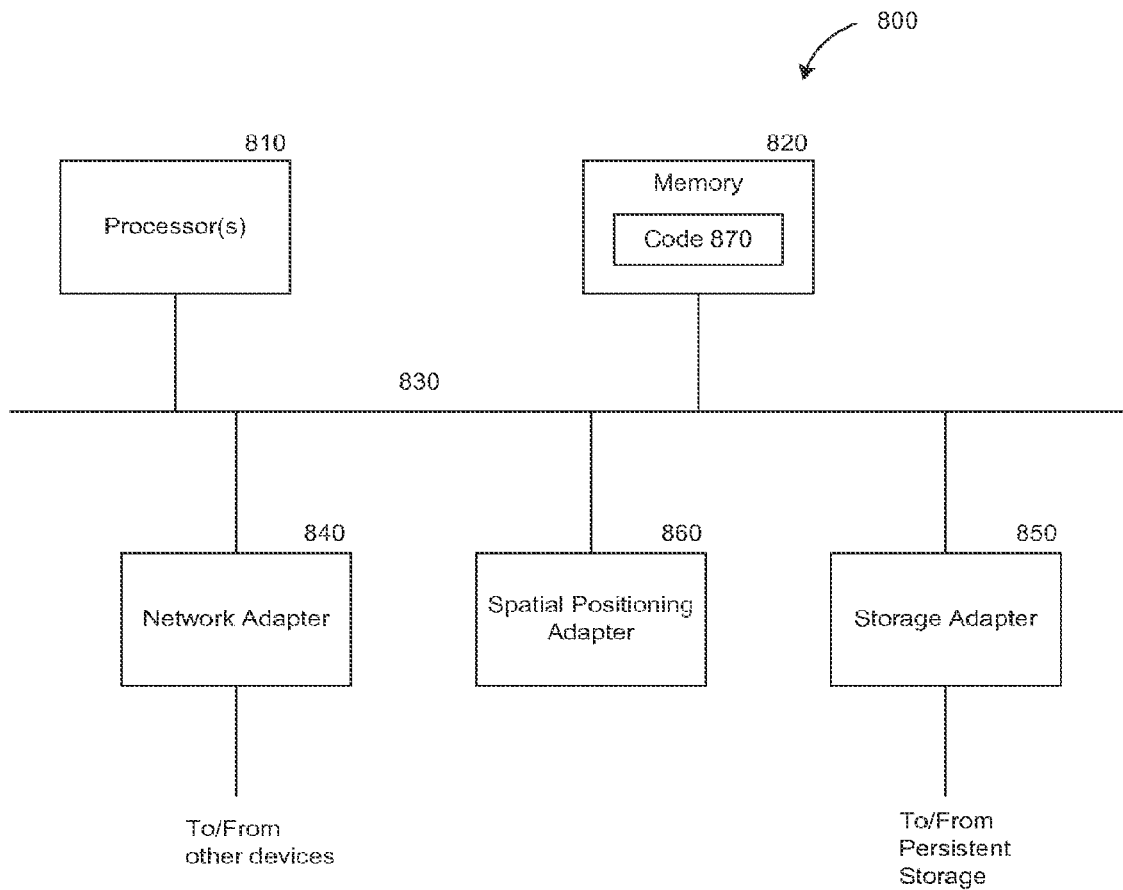 800
810
Processor(s)
820
Memory
Code 870
830
840
Network Adapter
860
Spatial Positioning
Adapter
850
Storage Adapter
To/From
other devices
To/From
Persistent
Storage